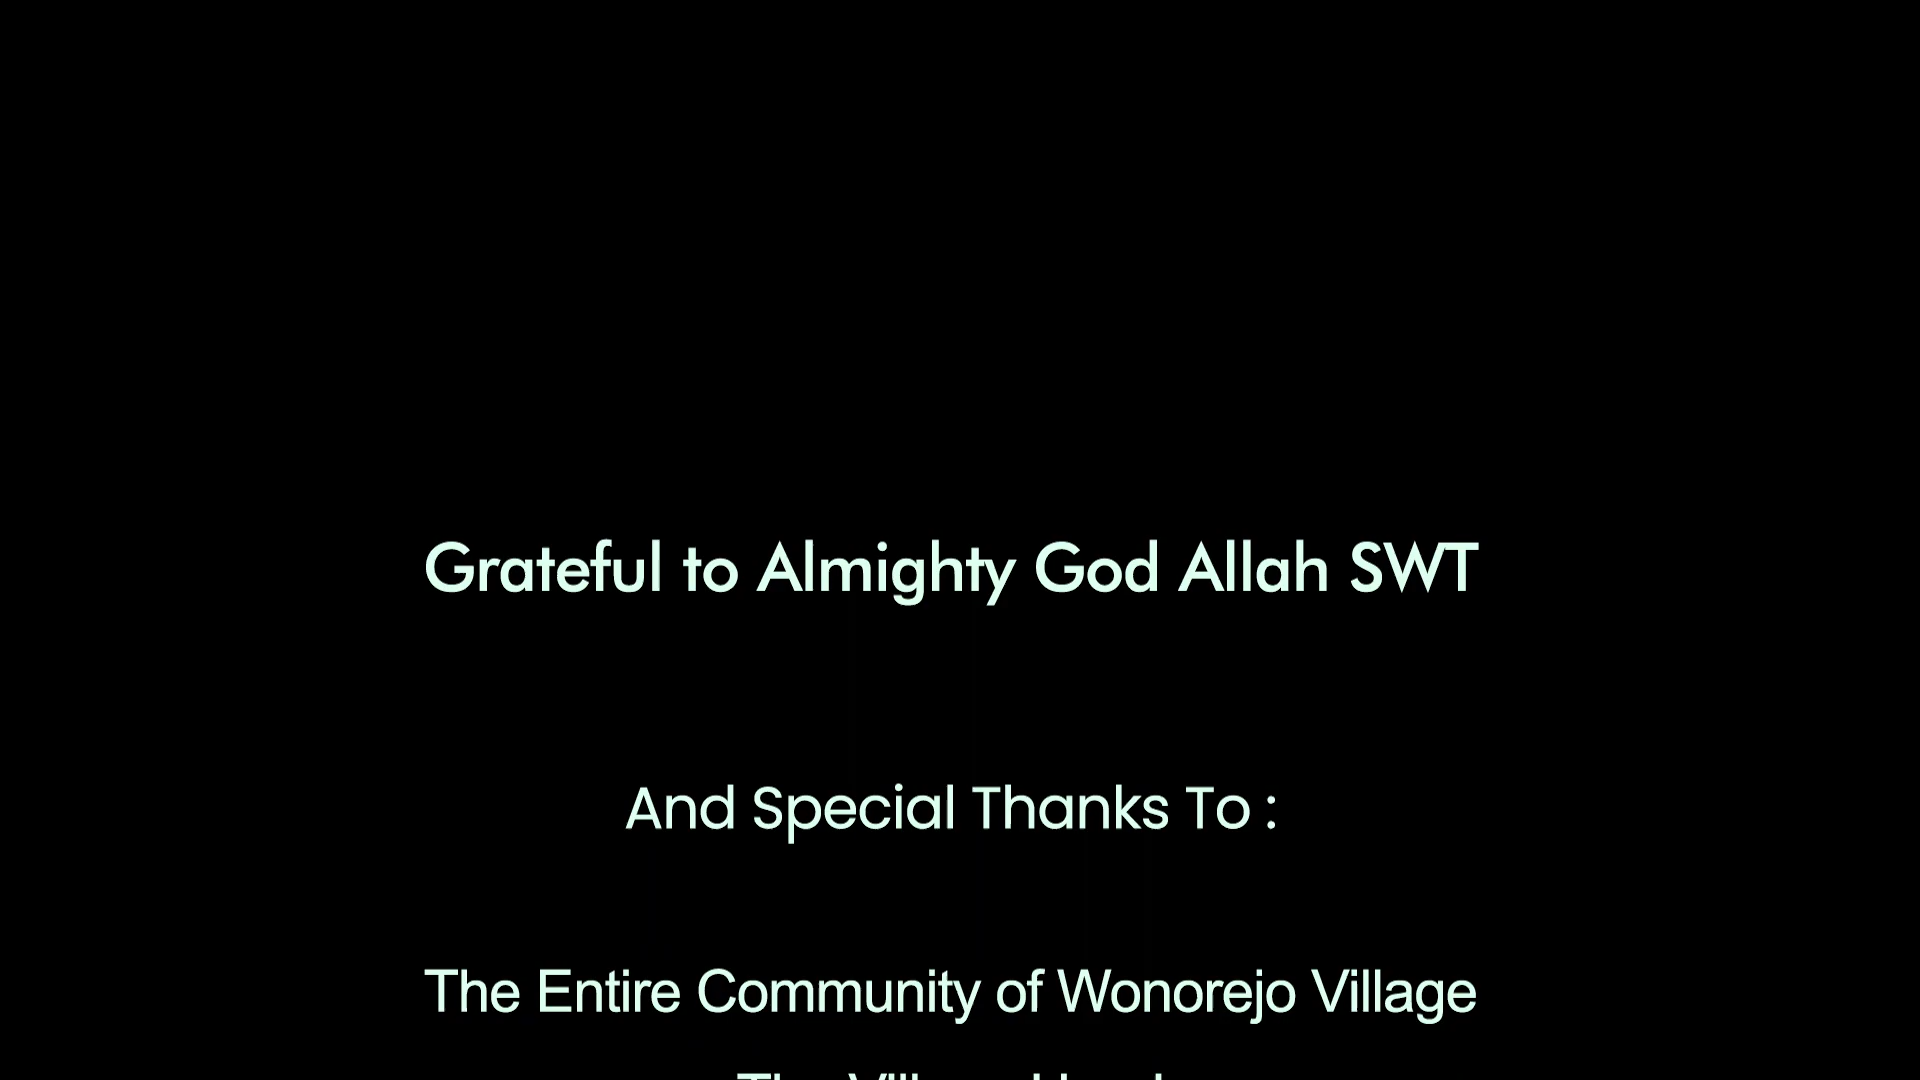 Grateful to Almighty God Allah SWT
And Special Thanks To :
The Entire Community of Wonorejo Village